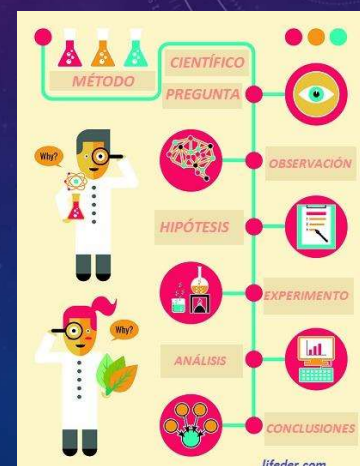 MÉTODO
CIENTÍFICO
PREGUNTA
Why?
OBSERVACIÓN
HIPÓTESIS
EXPERIMENTO
Why?
ANÁLISIS
CONCLUSIONES
lifeder.com